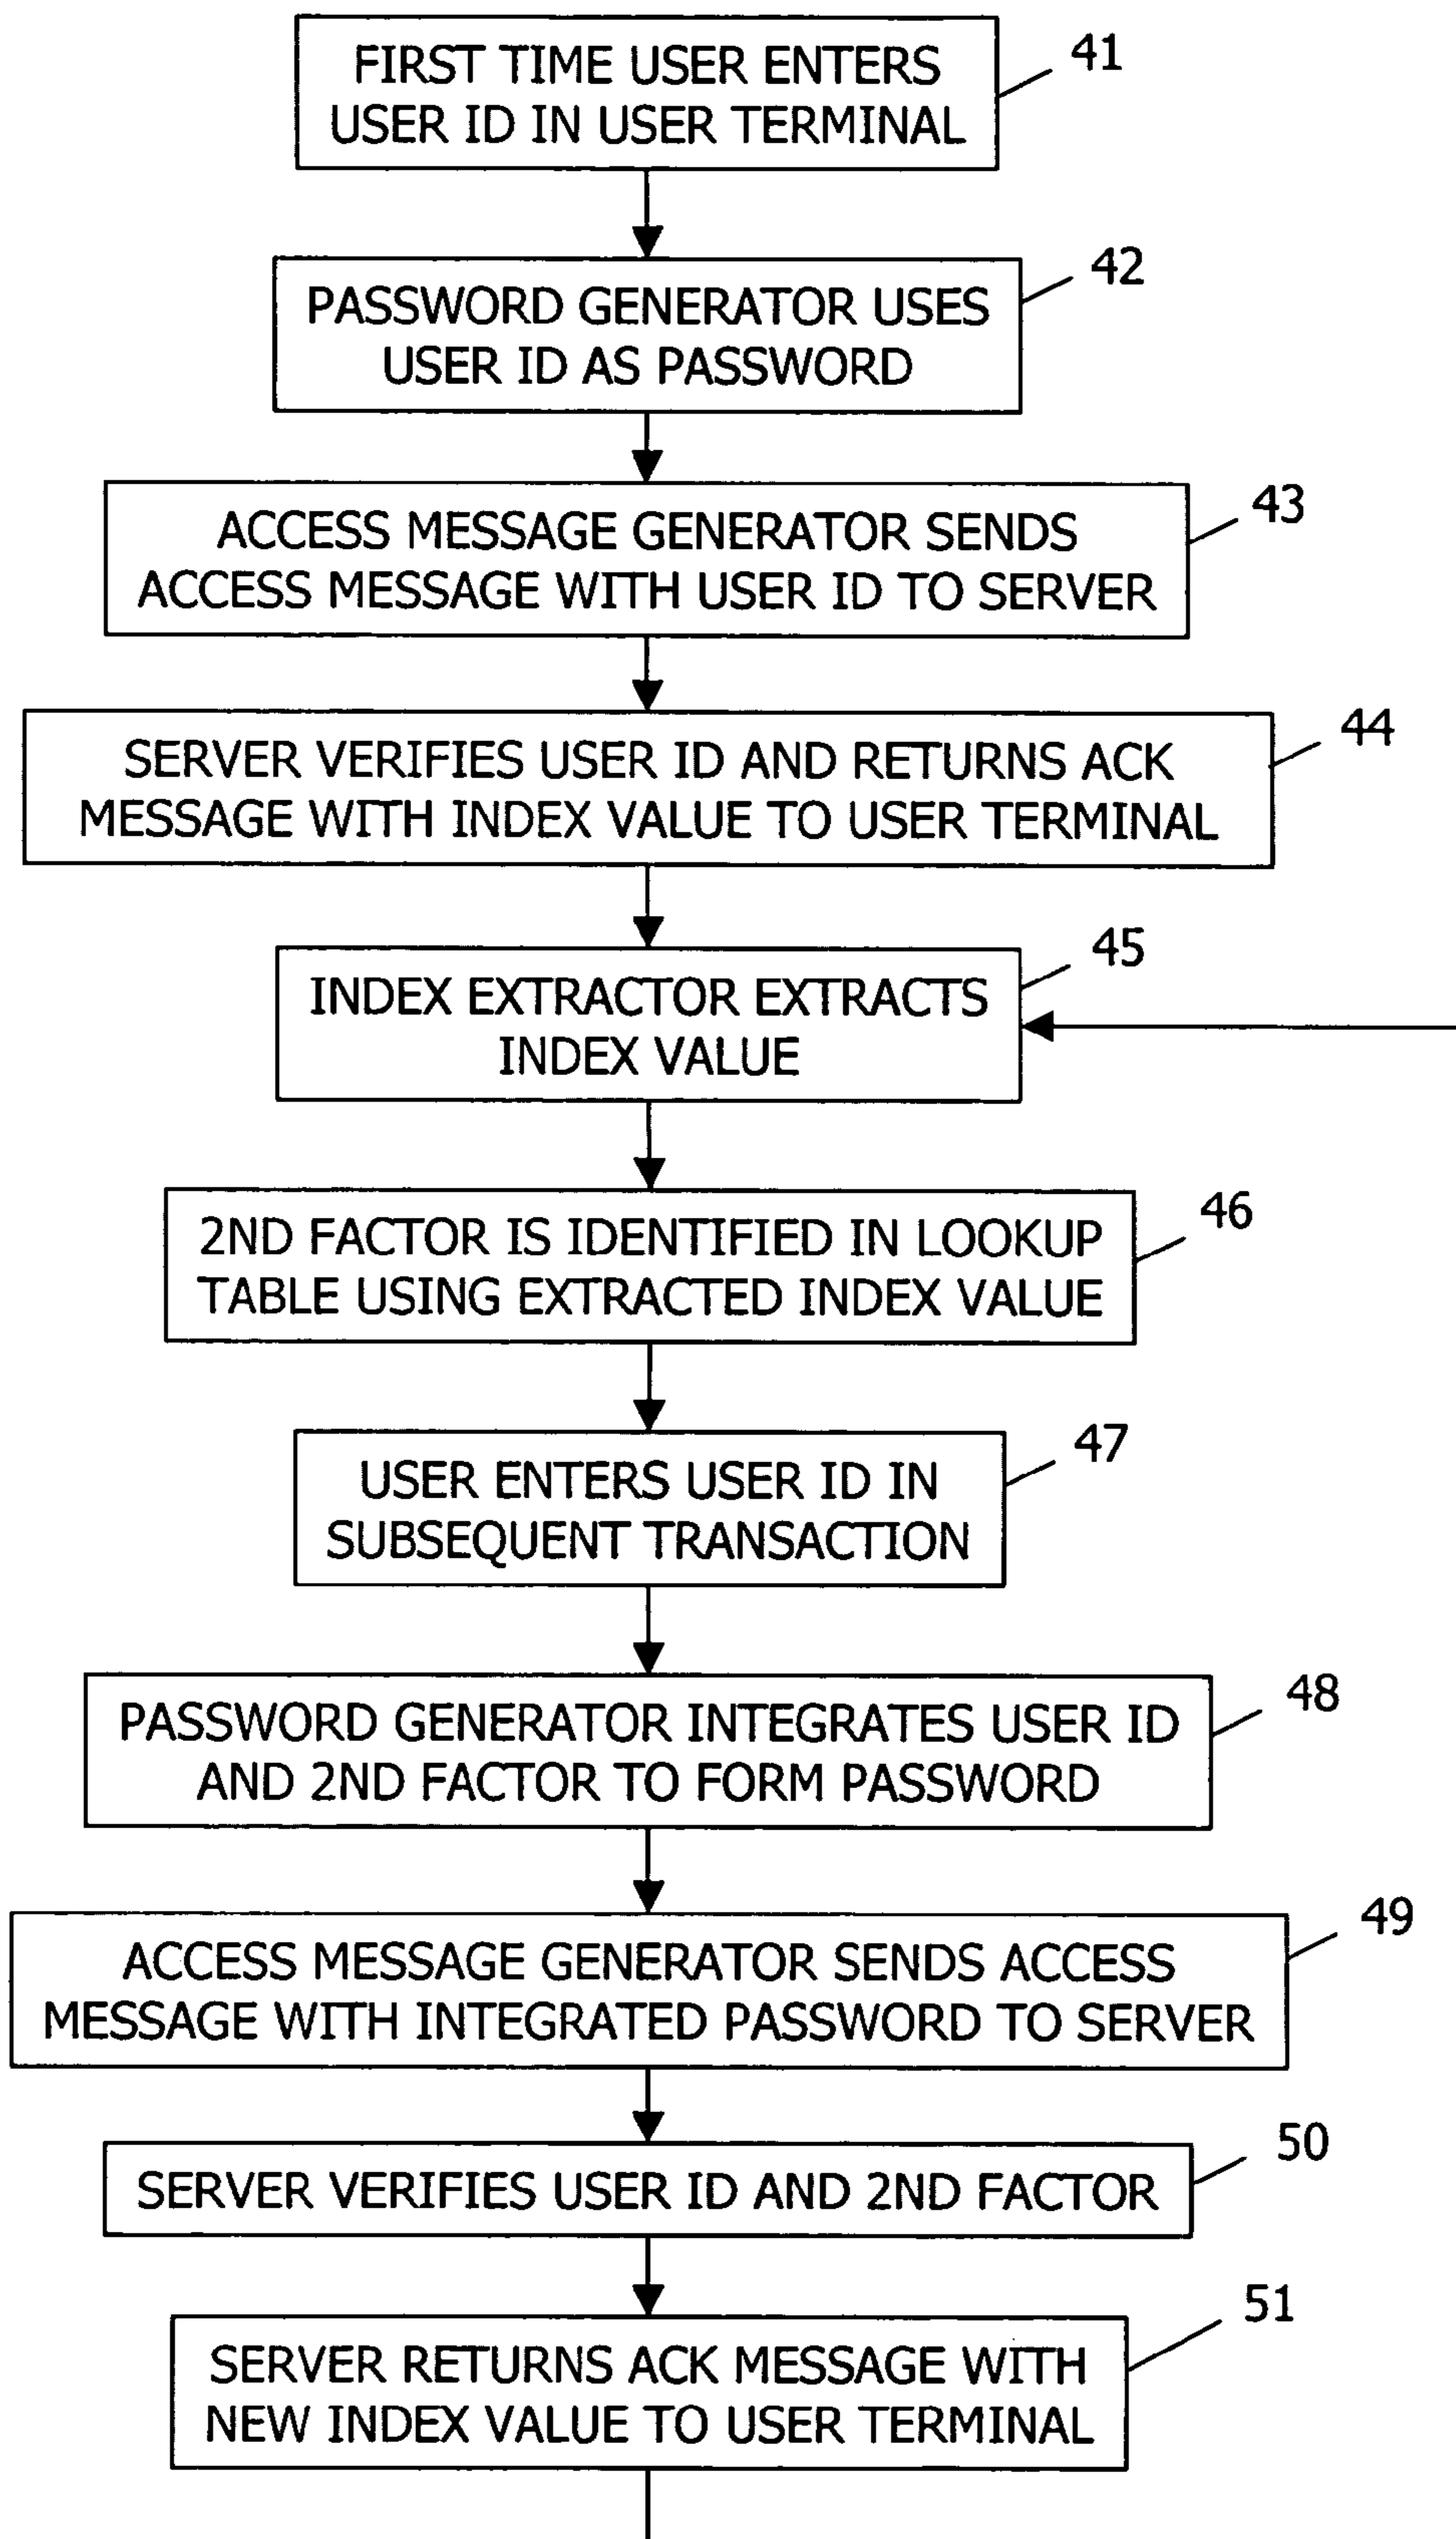 FIRST TIME USER ENTERS
USER ID IN USER TERMINAL
41
PASSWORD GENERATOR USES
USER ID AS PASSWORD
42
ACCESS MESSAGE GENERATOR SENDS
ACCESS MESSAGE WITH USER ID TO SERVER
43
SERVER VERIFIES USER ID AND RETURNS ACK
MESSAGE WITH INDEX VALUE TO USER TERMINAL
44
INDEX EXTRACTOR EXTRACTS
INDEX VALUE
45
2ND FACTOR IS IDENTIFIED IN LOOKUP
TABLE USING EXTRACTED INDEX VALUE
46
USER ENTERS USER ID IN
SUBSEQUENT TRANSACTION
47
PASSWORD GENERATOR INTEGRATES USER ID
AND 2ND FACTOR TO FORM PASSWORD
48
ACCESS MESSAGE GENERATOR SENDS ACCESS
MESSAGE WITH INTEGRATED PASSWORD TO SERVER
49
SERVER VERIFIES USER ID AND 2ND FACTOR
50
SERVER RETURNS ACK MESSAGE WITH
NEW INDEX VALUE TO USER TERMINAL
51